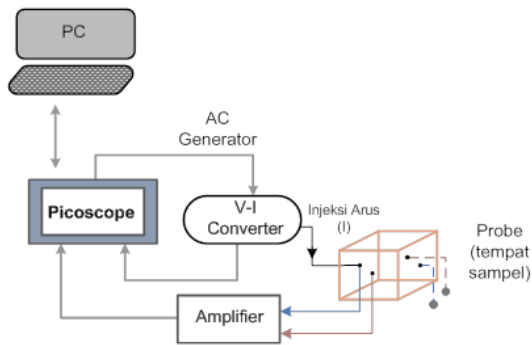 PC
AC
Generator
Picoscope
V-I
Converter
Injeksi Arus
(I)
Probe
(tempat
sampel)
Amplifier